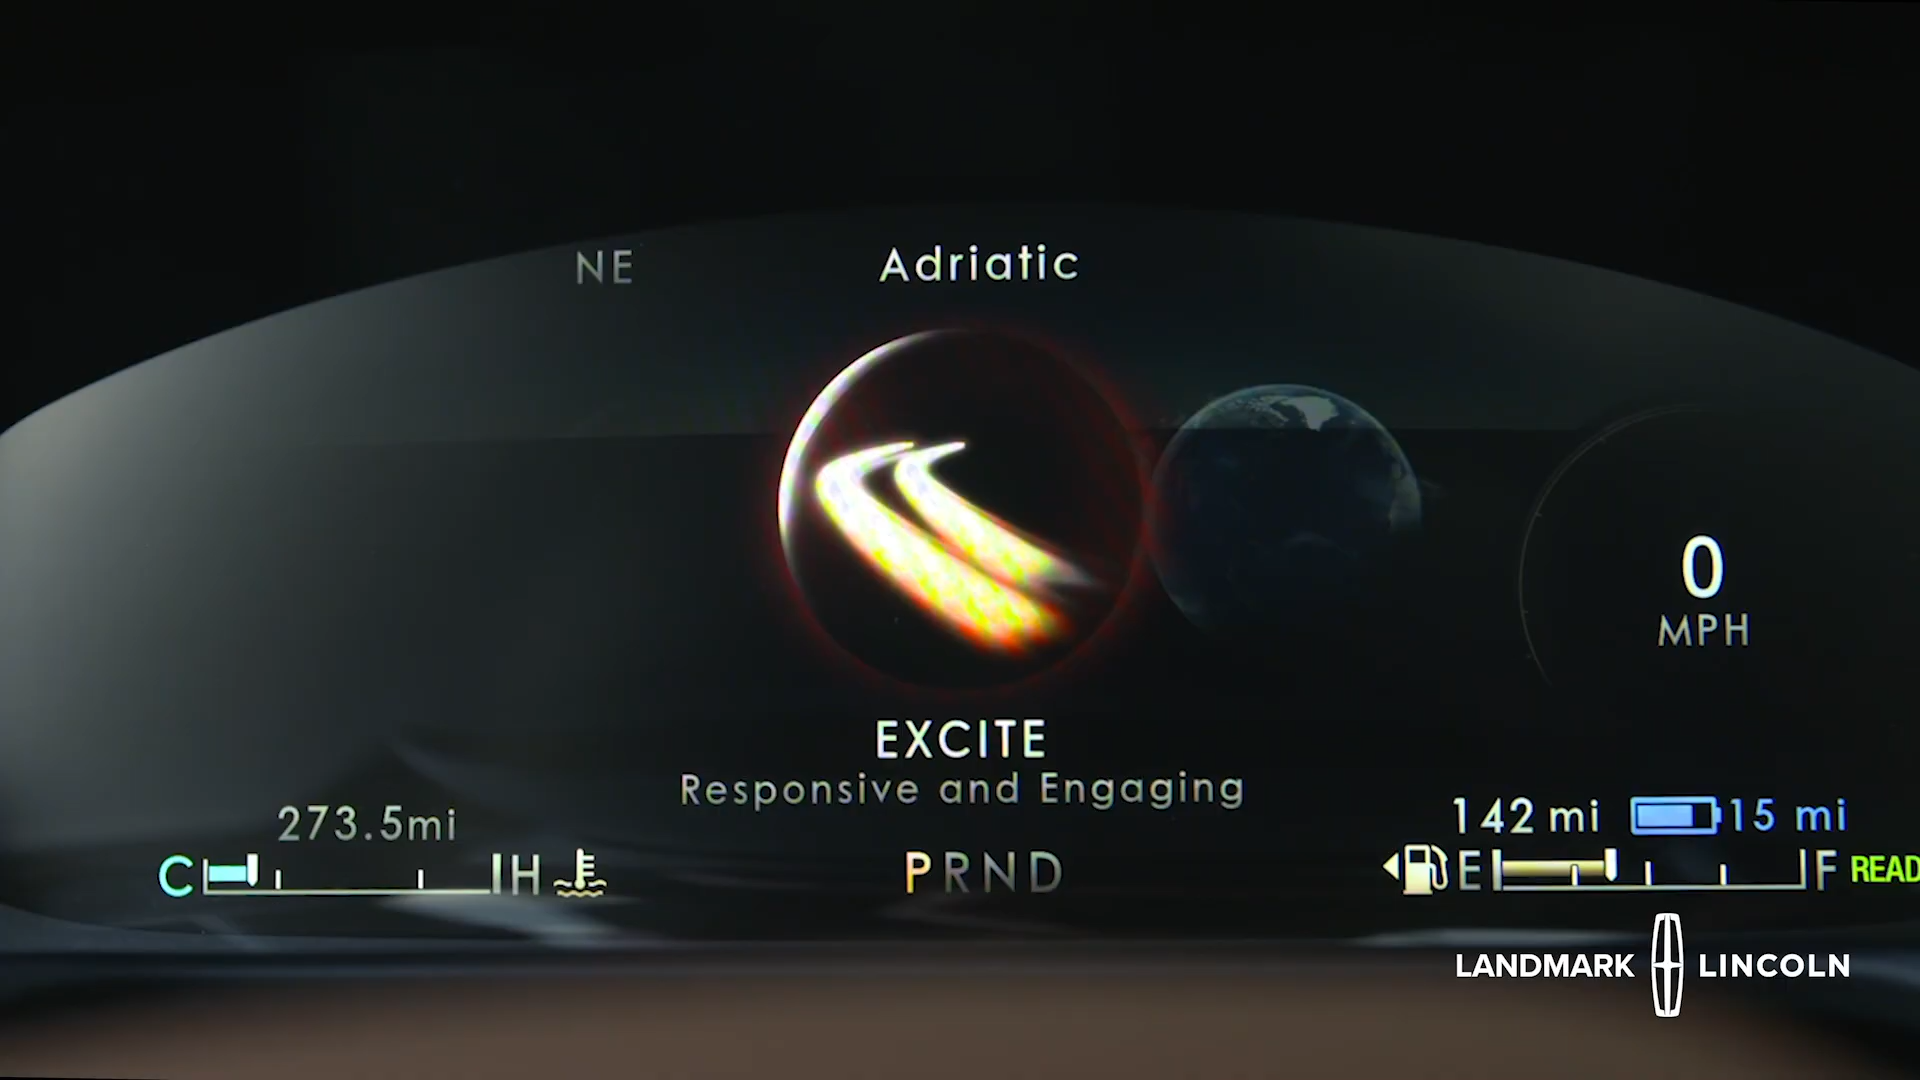 NE
Adriatic
0
MPH
EXCITE
Responsive and Engaging
273.5mi
142 mi
15 mi
C
H
PRND
E
F
READ
LANDMARK LINCOLN